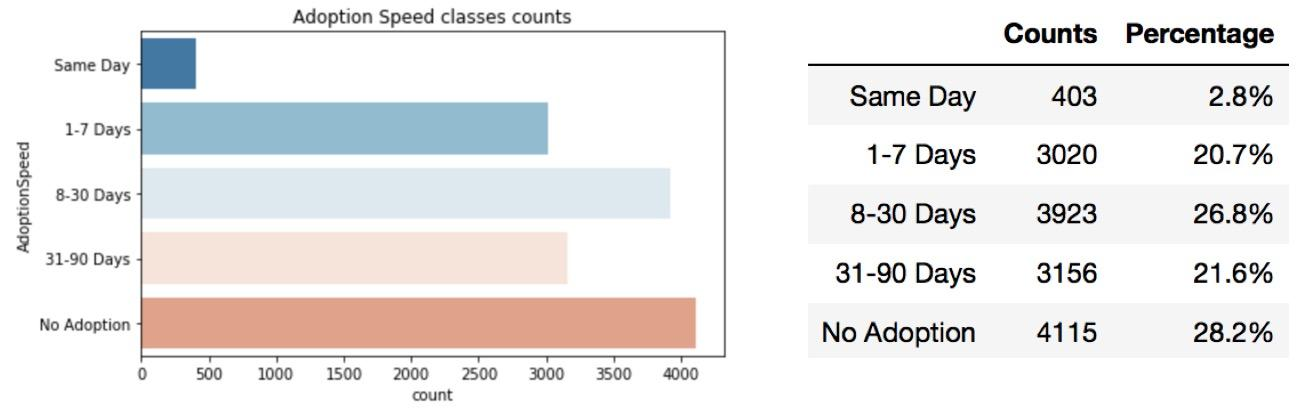 Adoption Speed classes counts
AdoptionSpeed
Same Day
1-7 Days
8-30 Days
31-90 Days
No Adoption
0 500 1000 1500 2000 2500 3000 3500 4000
count
Counts Percentage
Same Day 403 2.8%
1-7 Days 3020 20.7%
8-30 Days 3923 26.8%
31-90 Days 3156 21.6%
No Adoption 4115 28.2%